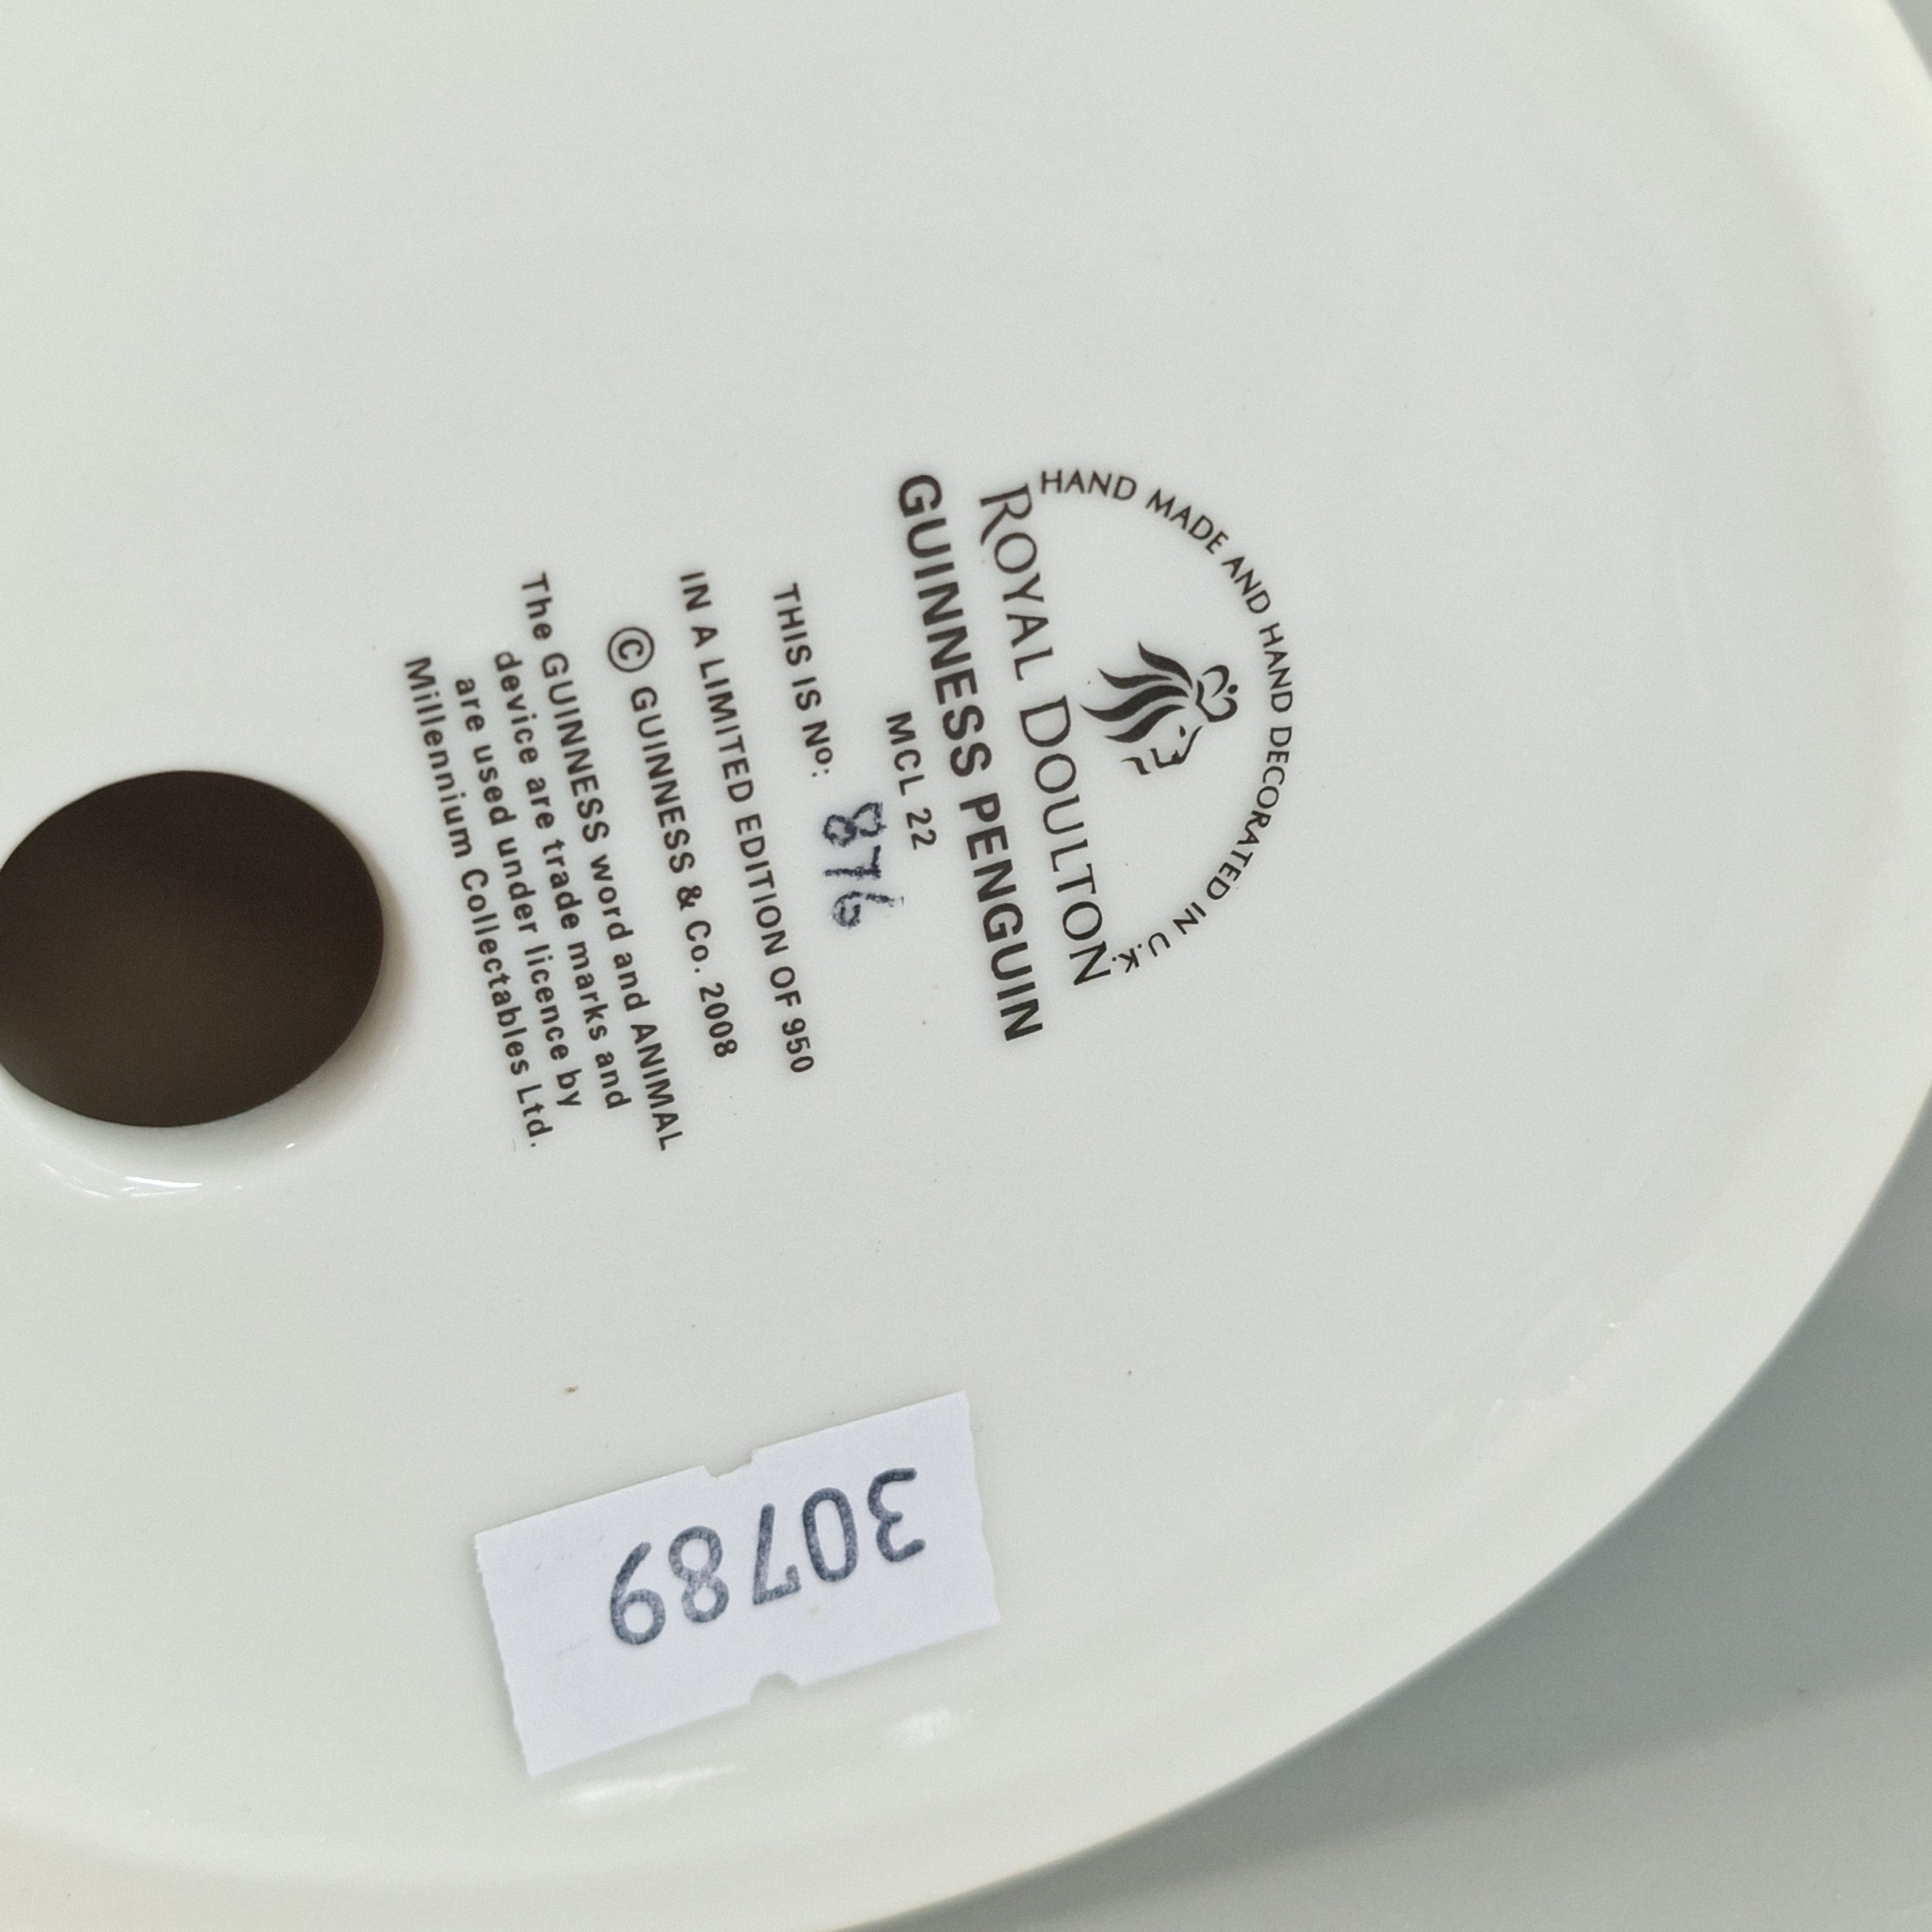 HAND MADE AND HAND DECORATED IN U.K.
ROYAL DOULTON
GUINNESS PENGUIN
MCL 22
THIS IS Nº: 876
IN A LIMITED EDITION OF 950
© GUINNESS & Co. 2008
The GUINNESS word and ANIMAL
device are trade marks and
are used under licence by
Millennium Collectables Ltd.
30789